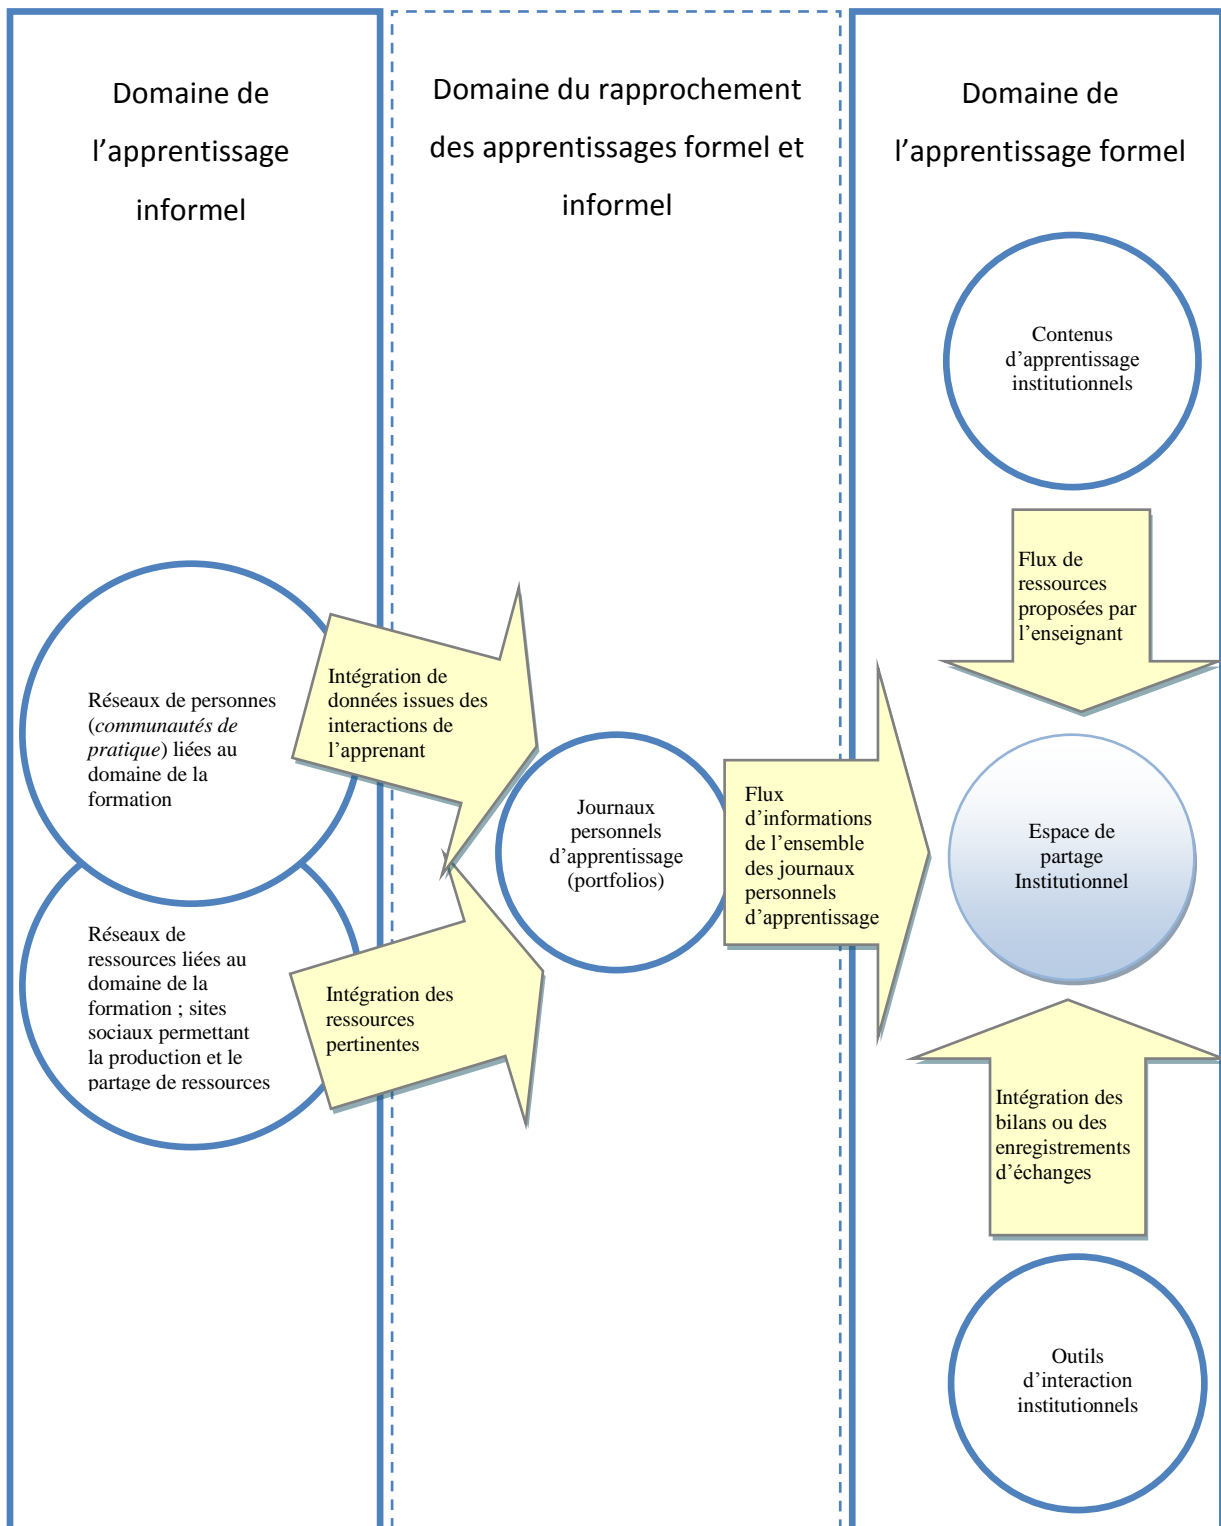 Domaine de
l’apprentissage
informel
Domaine du rapprochement
des apprentissages formel et
informel
Domaine de
l’apprentissage formel
Contenus
d’apprentissage
institutionnels
Flux de
ressources
proposées par
l’enseignant
Réseaux de personnes
(communautés de
pratique) liées au
domaine de la
formation
Intégration de
données issues des
interactions de
l’apprenant
Journaux
personnels
d’apprentissage
(portfolios)
Flux
d’informations
de l’ensemble
des journaux
personnels
d’apprentissage
Espace de
partage
Institutionnel
Réseaux de
ressources liées au
domaine de la
formation ; sites
sociaux permettant
la production et le
partage de ressources
Intégration des
ressources
pertinentes
Intégration des
bilans ou des
enregistrements
d’échanges
Outils
d’interaction
institutionnels